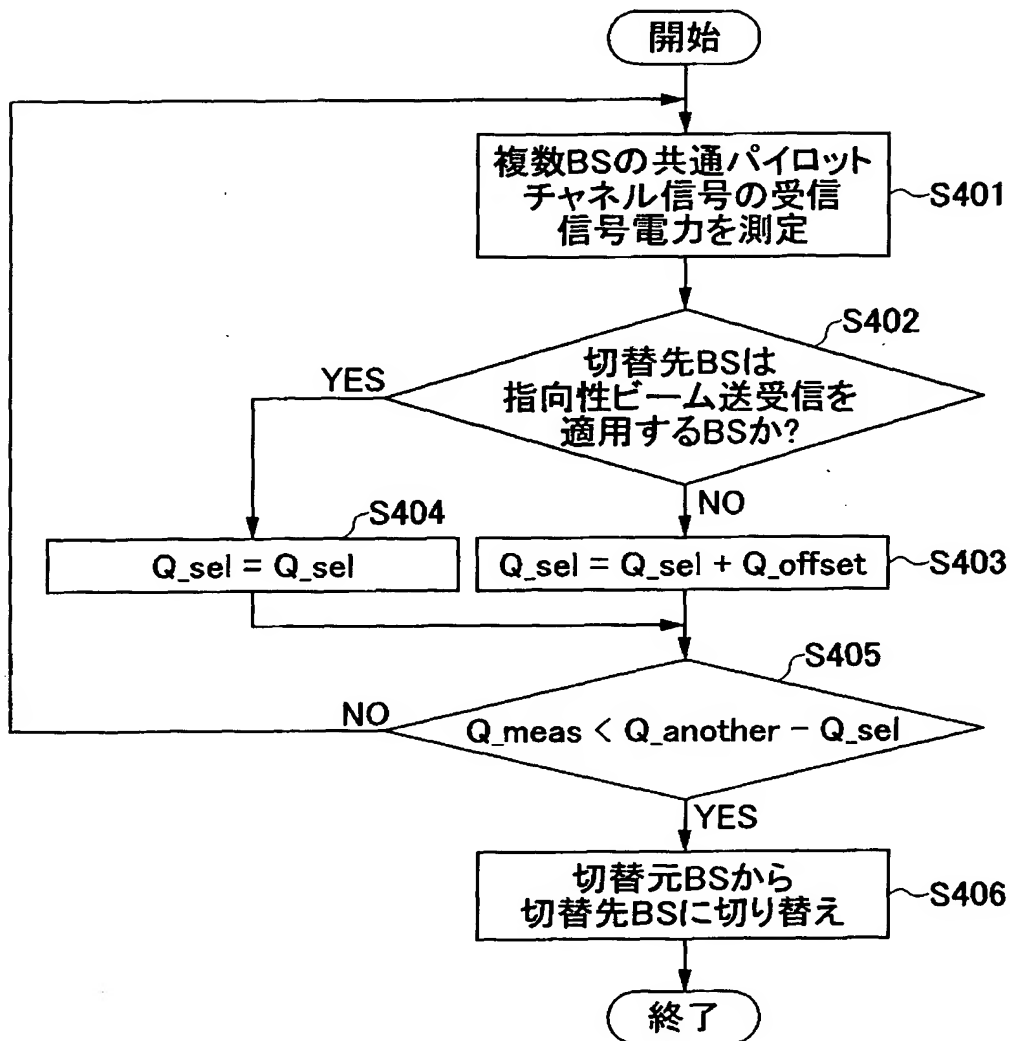 開始
複数BSの共通パイロット
チャネル信号の受信
信号電力を測定
S401
S402
切替先BSは
指向性ビーム送受信を
適用するBSか?
YES
NO
S404
Q_sel = Q_sel
Q_sel = Q_sel + Q_offset
S403
S405
NO
Q_meas < Q_another − Q_sel
YES
切替元BSから
切替先BSに切り替え
S406
終了